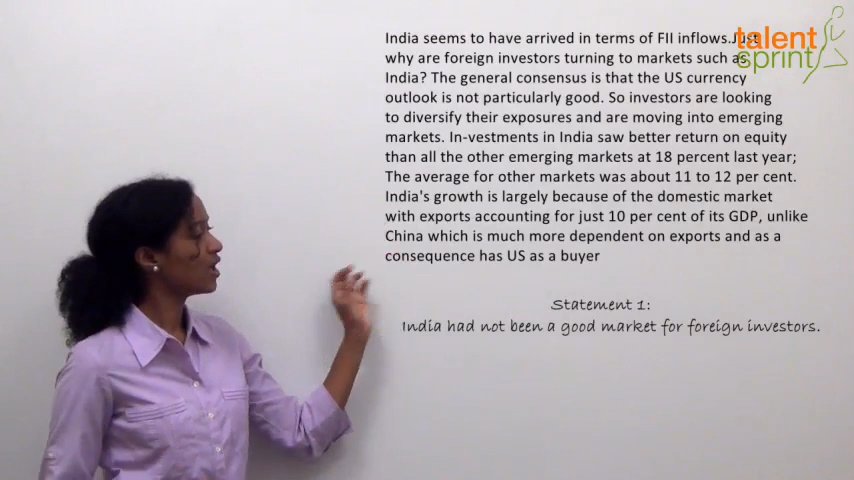 talent
sprint
India seems to have arrived in terms of FII inflows.Just
why are foreign investors turning to markets such as
India? The general consensus is that the US currency
outlook is not particularly good. So investors are looking
to diversify their exposures and are moving into emerging
markets. In-vestments in India saw better return on equity
than all the other emerging markets at 18 percent last year;
The average for other markets was about 11 to 12 per cent.
India's growth is largely because of the domestic market
with exports accounting for just 10 per cent of its GDP, unlike
China which is much more dependent on exports and as a
consequence has US as a buyer
Statement 1:
India had not been a good market for foreign investors.